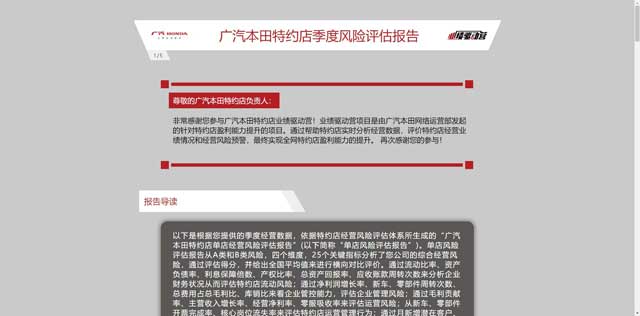 广汽 HONDA
广汽本田特约店季度风险评估报告
业绩驱动营
1/5
尊敬的广汽本田特约店负责人：
非常感谢您参与广汽本田特约店业绩驱动营！业绩驱动营项目是由广汽本田网络运营部发起
的针对特约店盈利能力提升的项目。通过帮助特约店实时分析经营数据，评价特约店经营业
绩情况和经营风险预警，最终实现全网特约店盈利能力的提升。 再次感谢您的参与！
报告导读
以下是根据您提供的季度经营数据，依据特约店经营风险评估体系所生成的“广汽
本田特约店单店经营风险评估报告”(以下简称“单店风险评估报告”)。单店风险
评估报告从A类和B类风险，四个维度，25个关键指标分析了您公司的综合经营风
险，通过评估得分，并给出全国平均值来进行横向对比评价。通过流动比率、资产
负债率、利息保障倍数、产权比率、总资产回报率、应收账款周转次数来分析企业
财务状况从而评估特约店流动风险；通过净利润增长率、新车、零部件周转次数、
总费用占总毛利比、库销比来看企业管控能力，评估企业管理风险；通过毛利贡献
率、主营收入增长率、经营净利率、零服吸收率来评估运营风险；从新车、零部件
开票完成率、核心岗位流失率来评估特约店运营管理行为；通过月新增潜在客户、